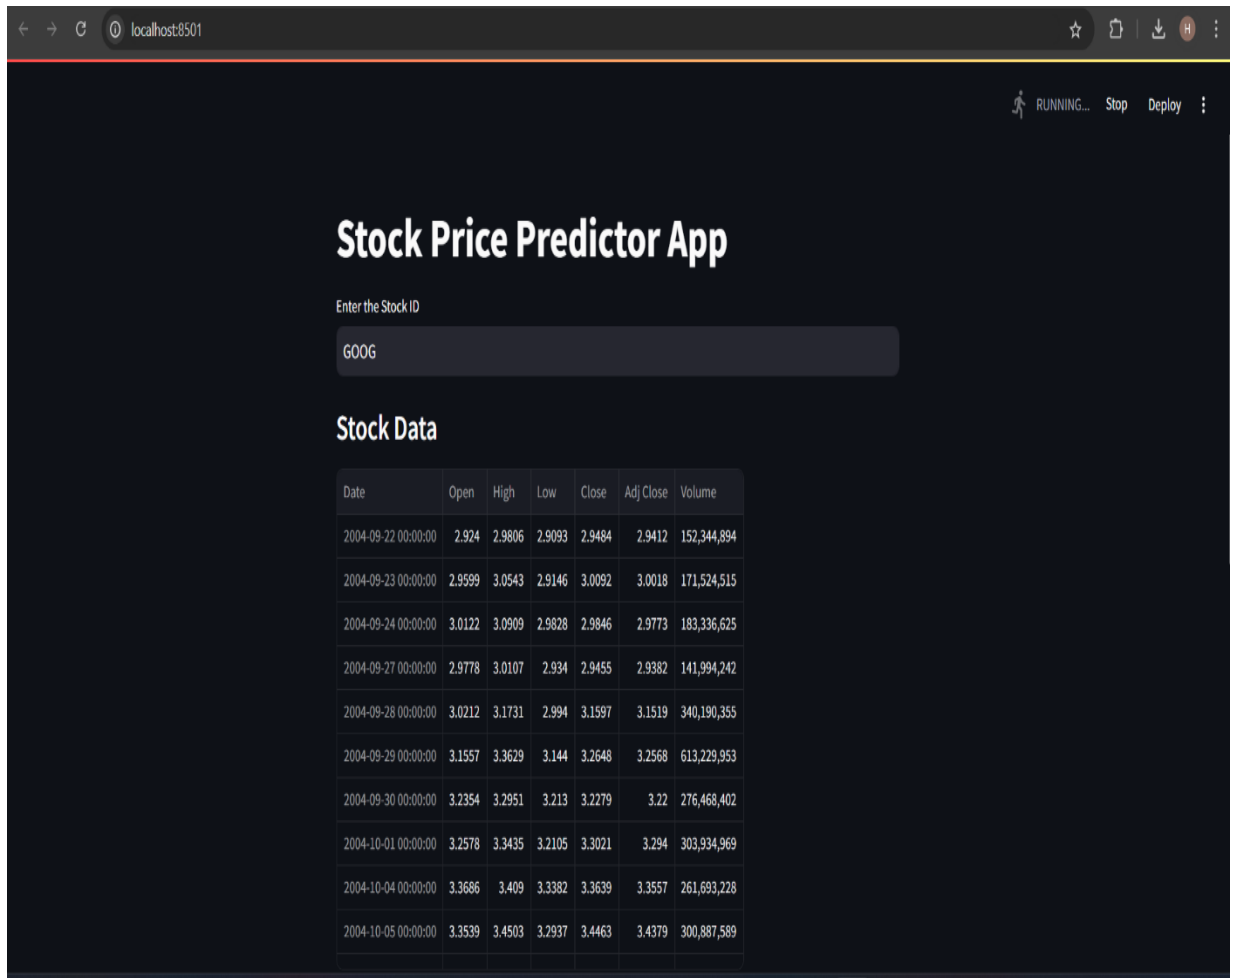 localhost:8501
H
RUNNING... Stop Deploy
Stock Price Predictor App
Enter the Stock ID
GOOG
Stock Data
Date Open High Low Close Adj Close Volume
2004-09-22 00:00:00 2.924 2.9806 2.9093 2.9484 2.9412 152,344,894
2004-09-23 00:00:00 2.9599 3.0543 2.9146 3.0092 3.0018 171,524,515
2004-09-24 00:00:00 3.0122 3.0909 2.9828 2.9846 2.9773 183,336,625
2004-09-27 00:00:00 2.9778 3.0107 2.934 2.9455 2.9382 141,994,242
2004-09-28 00:00:00 3.0212 3.1731 2.994 3.1597 3.1519 340,190,355
2004-09-29 00:00:00 3.1557 3.3629 3.144 3.2648 3.2568 613,229,953
2004-09-30 00:00:00 3.2354 3.2951 3.213 3.2279 3.22 276,468,402
2004-10-01 00:00:00 3.2578 3.3435 3.2105 3.3021 3.294 303,934,969
2004-10-04 00:00:00 3.3686 3.409 3.3382 3.3639 3.3557 261,693,228
2004-10-05 00:00:00 3.3539 3.4503 3.2937 3.4463 3.4379 300,887,589